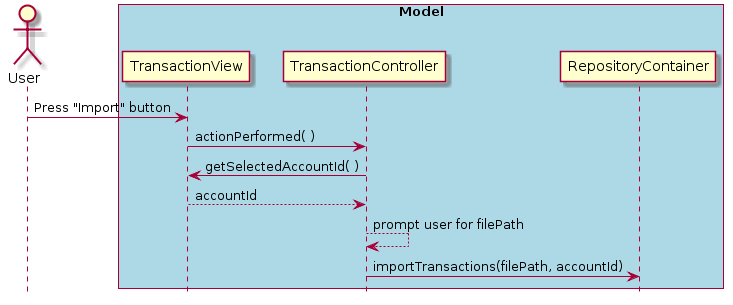 Model
TransactionView
TransactionController
RepositoryContainer
User
Press "Import" button
actionPerformed( )
getSelectedAccountId( )
accountId
prompt user for filePath
importTransactions(filePath, accountId)